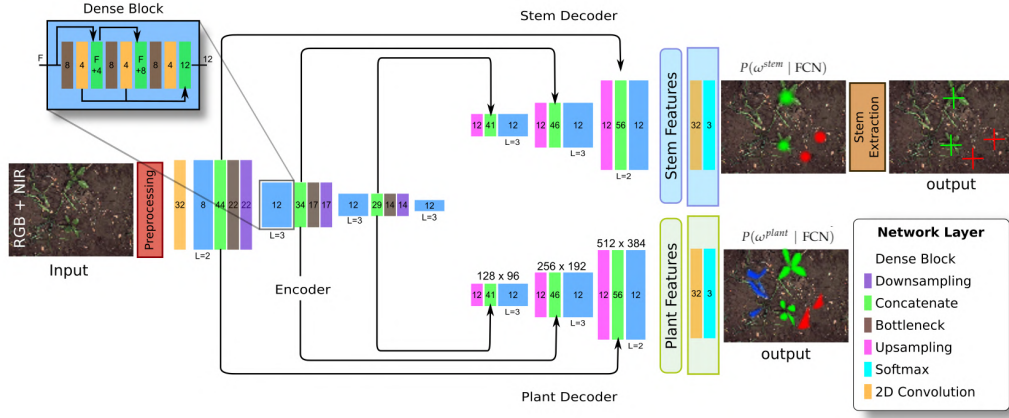 Dense Block
Stem Decoder
F
8
4
F
+4
8
4
F
+8
8
4
12
12
P(ω^stem | FCN)
12
41
12
L=3
12
46
12
L=3
12
56
12
L=2
Stem Features
32
3
Stem
Extraction
output
RGB + NIR
Input
Preprocessing
32
8
L=2
44
22
22
12
L=3
34
17
17
12
L=3
29
14
14
12
L=3
Encoder
128 x 96
256 x 192
512 x 384
12
41
12
L=3
12
46
12
L=3
12
56
12
L=2
Plant Features
32
3
P(ω^plant | FCN)
output
Plant Decoder
Network Layer
Dense Block
Downsampling
Concatenate
Bottleneck
Upsampling
Softmax
2D Convolution